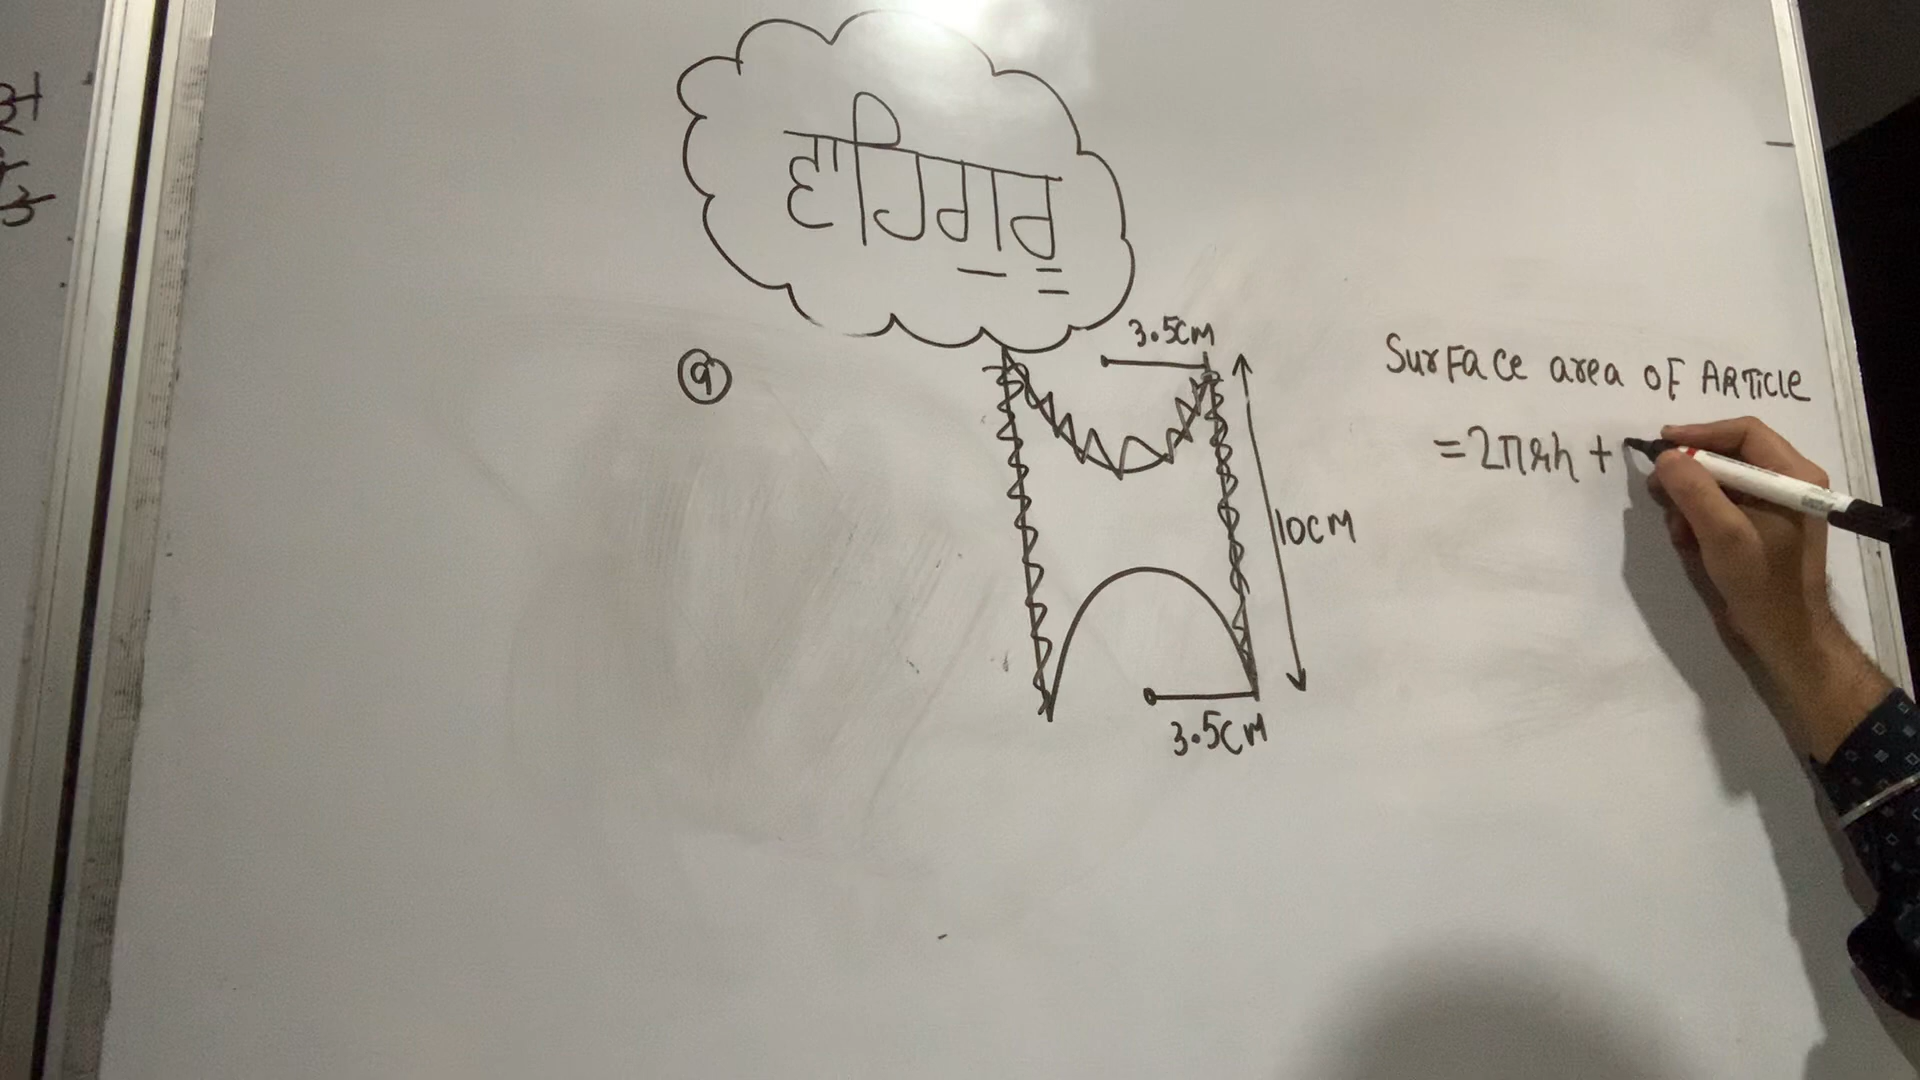 ਵਾਹਿਗੁਰੂ
9
3.5CM
Surface area of Article
=2πrh +
10CM
3.5CM